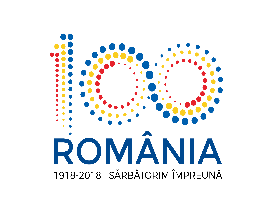 100
ROMÂNIA
1918-2018 | SĂRBĂTORIM ÎMPREUNĂ